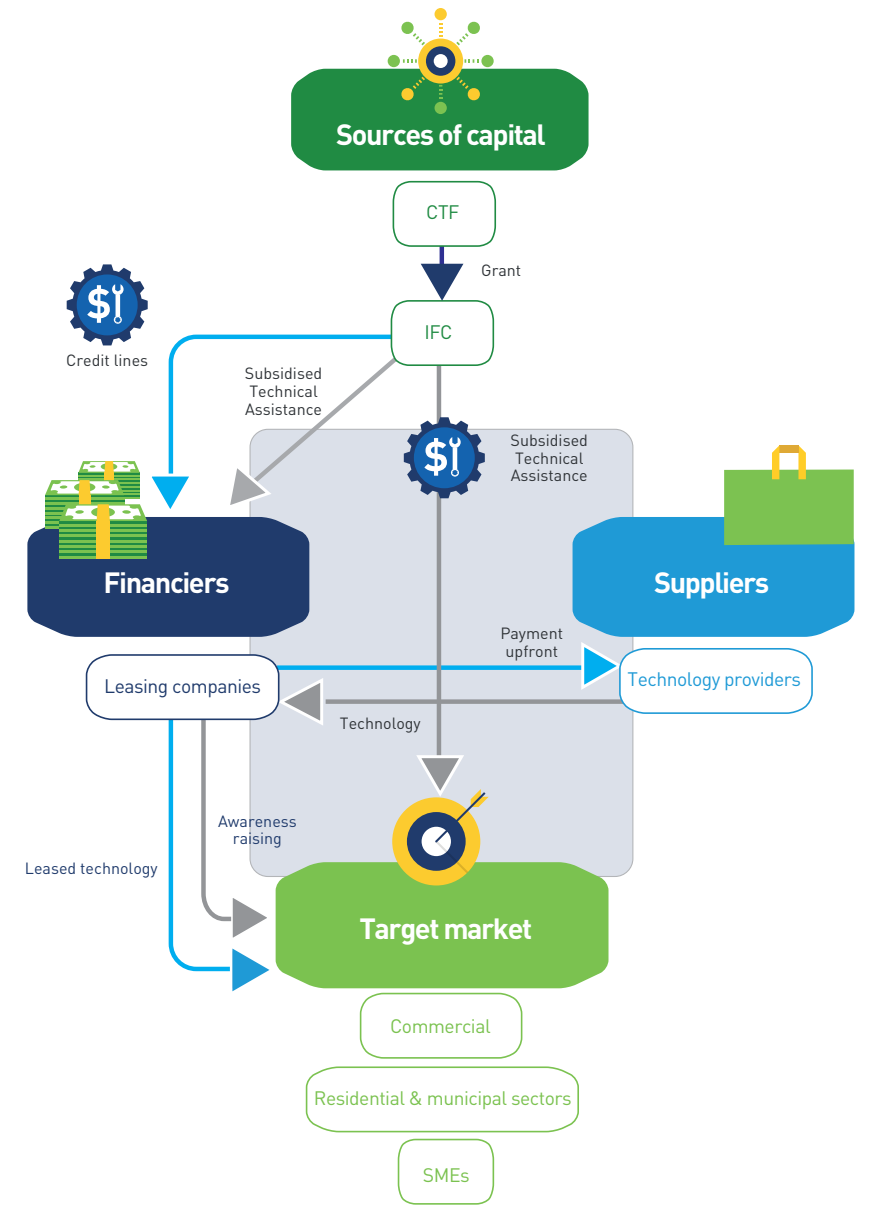 Sources of capital
CTF
Grant
IFC
$
Credit lines
Subsidised
Technical
Assistance
$
Subsidised
Technical
Assistance
Financiers
Suppliers
Payment
upfront
Leasing companies
Technology providers
Technology
Awareness
raising
Leased technology
Target market
Commercial
Residential & municipal sectors
SMEs